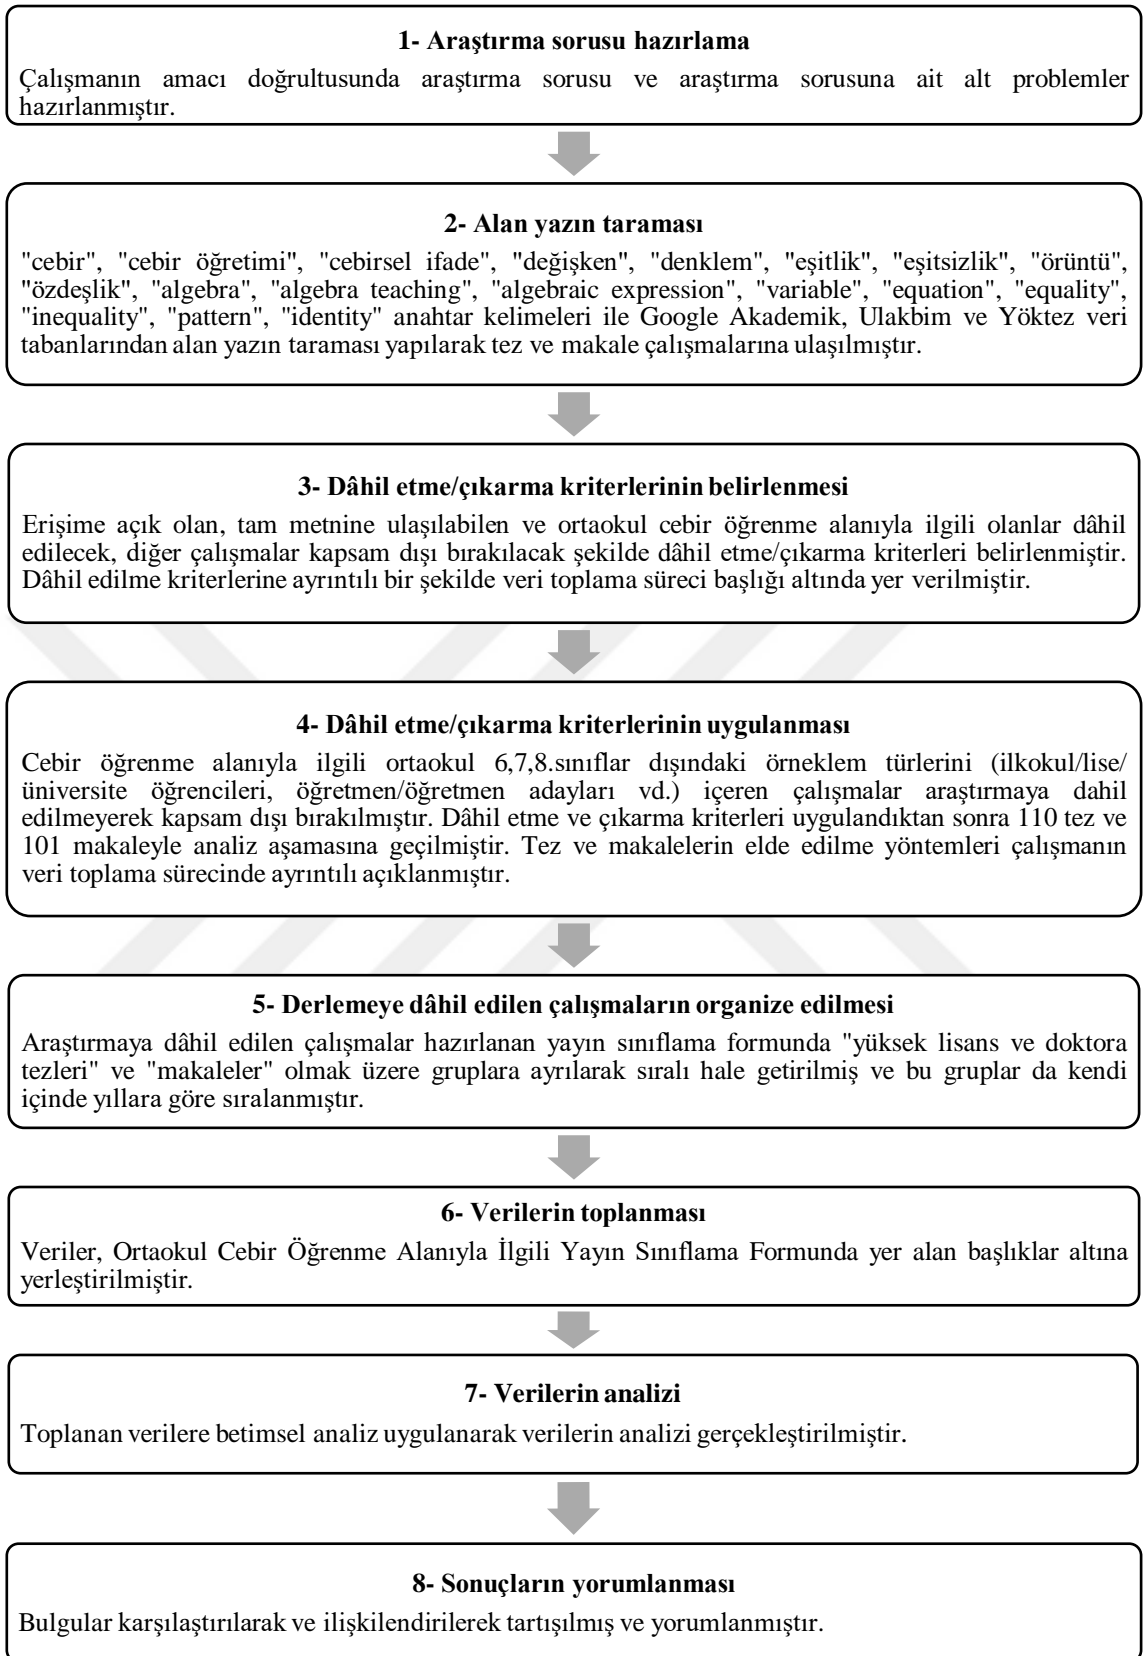 1- Araştırma sorusu hazırlama
Çalışmanın amacı doğrultusunda araştırma sorusu ve araştırma sorusuna ait alt problemler
hazırlanmıştır.
2- Alan yazın taraması
"cebir", "cebir öğretimi", "cebirsel ifade", "değişken", "denklem", "eşitlik", "eşitsizlik", "örüntü",
"özdeşlik", "algebra", "algebra teaching", "algebraic expression", "variable", "equation", "equality",
"inequality", "pattern", "identity" anahtar kelimeleri ile Google Akademik, Ulakbim ve Yöktez veri
tabanlarından alan yazın taraması yapılarak tez ve makale çalışmalarına ulaşılmıştır.
3- Dâhil etme/çıkarma kriterlerinin belirlenmesi
Erişime açık olan, tam metnine ulaşılabilen ve ortaokul cebir öğrenme alanıyla ilgili olanlar dâhil
edilecek, diğer çalışmalar kapsam dışı bırakılacak şekilde dâhil etme/çıkarma kriterleri belirlenmiştir.
Dâhil edilme kriterlerine ayrıntılı bir şekilde veri toplama süreci başlığı altında yer verilmiştir.
4- Dâhil etme/çıkarma kriterlerinin uygulanması
Cebir öğrenme alanıyla ilgili ortaokul 6,7,8.sınıflar dışındaki örneklem türlerini (ilkokul/lise/
üniversite öğrencileri, öğretmen/öğretmen adayları vd.) içeren çalışmalar araştırmaya dahil
edilmeyerek kapsam dışı bırakılmıştır. Dâhil etme ve çıkarma kriterleri uygulandıktan sonra 110 tez ve
101 makaleyle analiz aşamasına geçilmiştir. Tez ve makalelerin elde edilme yöntemleri çalışmanın
veri toplama sürecinde ayrıntılı açıklanmıştır.
5- Derlemeye dâhil edilen çalışmaların organize edilmesi
Araştırmaya dâhil edilen çalışmalar hazırlanan yayın sınıflama formunda "yüksek lisans ve doktora
tezleri" ve "makaleler" olmak üzere gruplara ayrılarak sıralı hale getirilmiş ve bu gruplar da kendi
içinde yıllara göre sıralanmıştır.
6- Verilerin toplanması
Veriler, Ortaokul Cebir Öğrenme Alanıyla İlgili Yayın Sınıflama Formunda yer alan başlıklar altına
yerleştirilmiştir.
7- Verilerin analizi
Toplanan verilere betimsel analiz uygulanarak verilerin analizi gerçekleştirilmiştir.
8- Sonuçların yorumlanması
Bulgular karşılaştırılarak ve ilişkilendirilerek tartışılmış ve yorumlanmıştır.